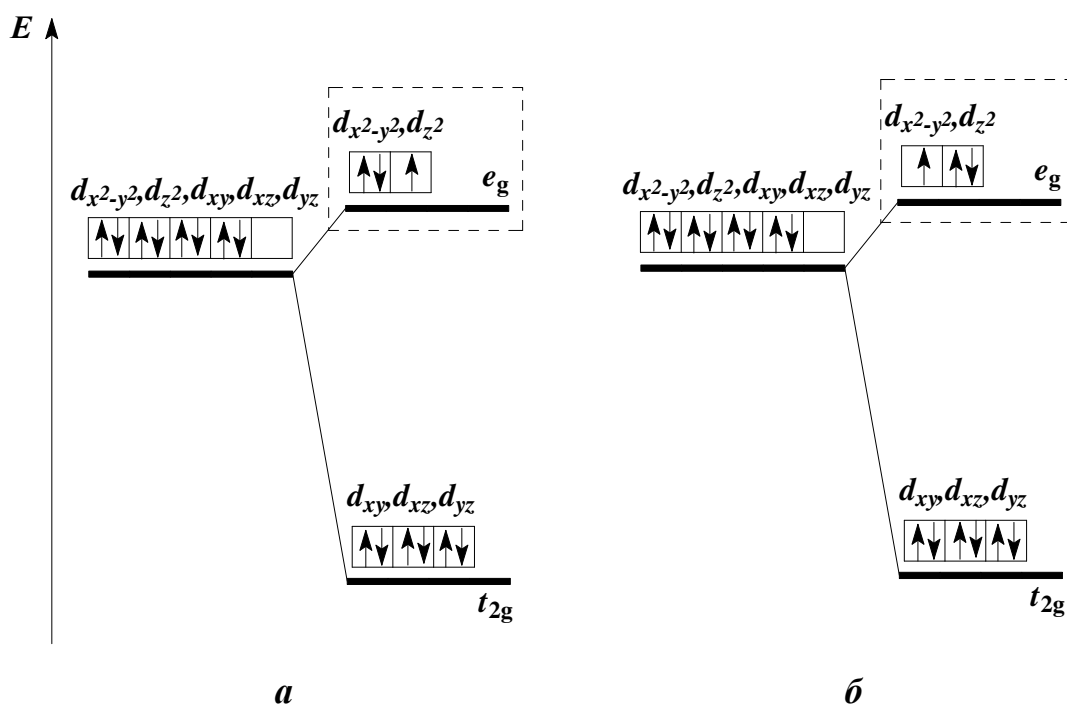 E
d_{x²-y²},d_{z²}
e_g
d_{x²-y²},d_{z²},d_{xy},d_{xz},d_{yz}
d_{xy},d_{xz},d_{yz}
t_{2g}
а
d_{x²-y²},d_{z²}
e_g
d_{x²-y²},d_{z²},d_{xy},d_{xz},d_{yz}
d_{xy},d_{xz},d_{yz}
t_{2g}
б